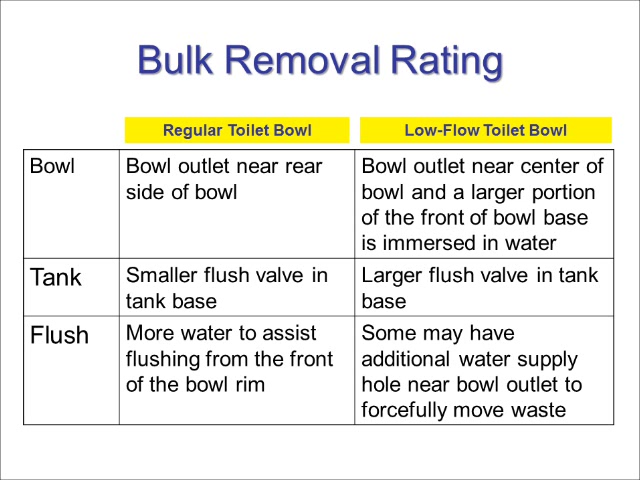 Bulk Removal Rating
Regular Toilet Bowl
Low-Flow Toilet Bowl
Bowl
Bowl outlet near rear
side of bowl
Bowl outlet near center of
bowl and a larger portion
of the front of bowl base
is immersed in water
Tank
Smaller flush valve in
tank base
Larger flush valve in tank
base
Flush
More water to assist
flushing from the front
of the bowl rim
Some may have
additional water supply
hole near bowl outlet to
forcefully move waste